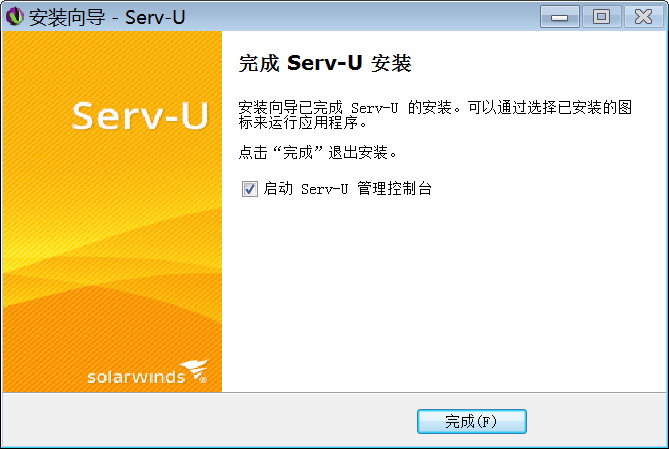 安装向导 - Serv-U
Serv-U
完成 Serv-U 安装
安装向导已完成 Serv-U 的安装。可以通过选择已安装的图
标来运行应用程序。
点击“完成”退出安装。
启动 Serv-U 管理控制台
solarwinds
完成(F)